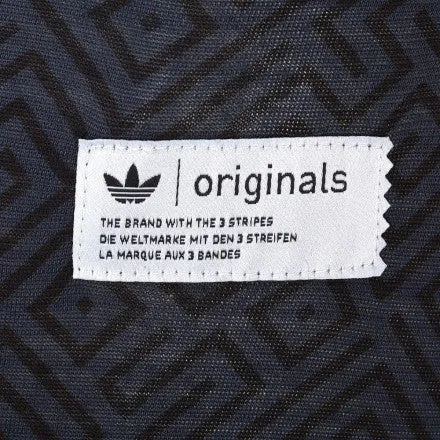 originals
THE BRAND WITH THE 3 STRIPES
DIE WELTMARKE MIT DEN 3 STREIFEN
LA MARQUE AUX 3 BANDES